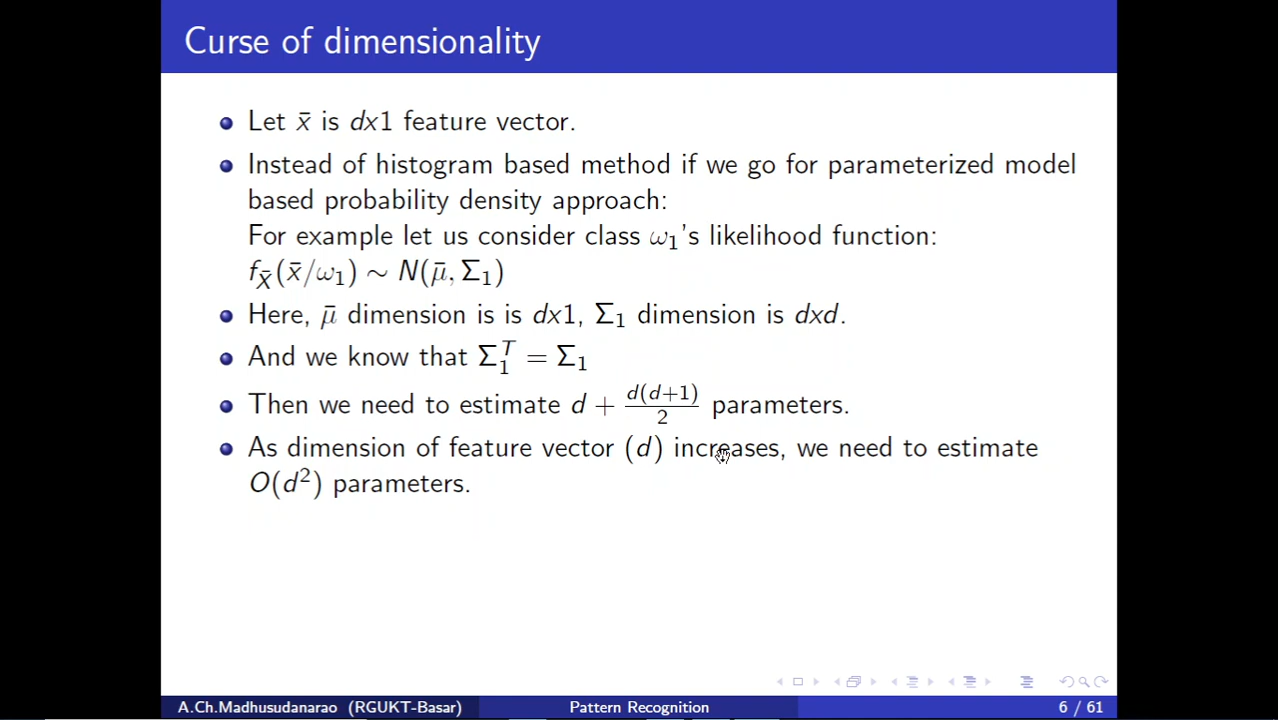 Curse of dimensionality
Let x̄ is dx1 feature vector.
Instead of histogram based method if we go for parameterized model
based probability density approach:
For example let us consider class ω₁'s likelihood function:
f_X̄(x̄/ω₁) ∼ N(μ̄, Σ₁)
Here, μ̄ dimension is is dx1, Σ₁ dimension is dxd.
And we know that Σ₁ᵀ = Σ₁
Then we need to estimate d + d(d+1)/2 parameters.
As dimension of feature vector (d) increases, we need to estimate
O(d²) parameters.
A.Ch.Madhusudanarao (RGUKT-Basar) Pattern Recognition 6 / 61